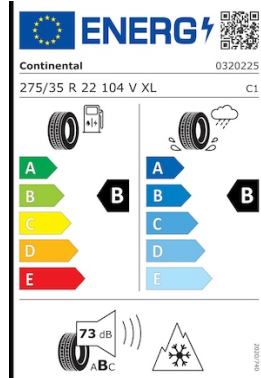 ENERG
Continental 0320225
275/35 R 22 104 V XL C1
A A
B B B B
C C
D D
E E
73 dB
ABC
2020/740